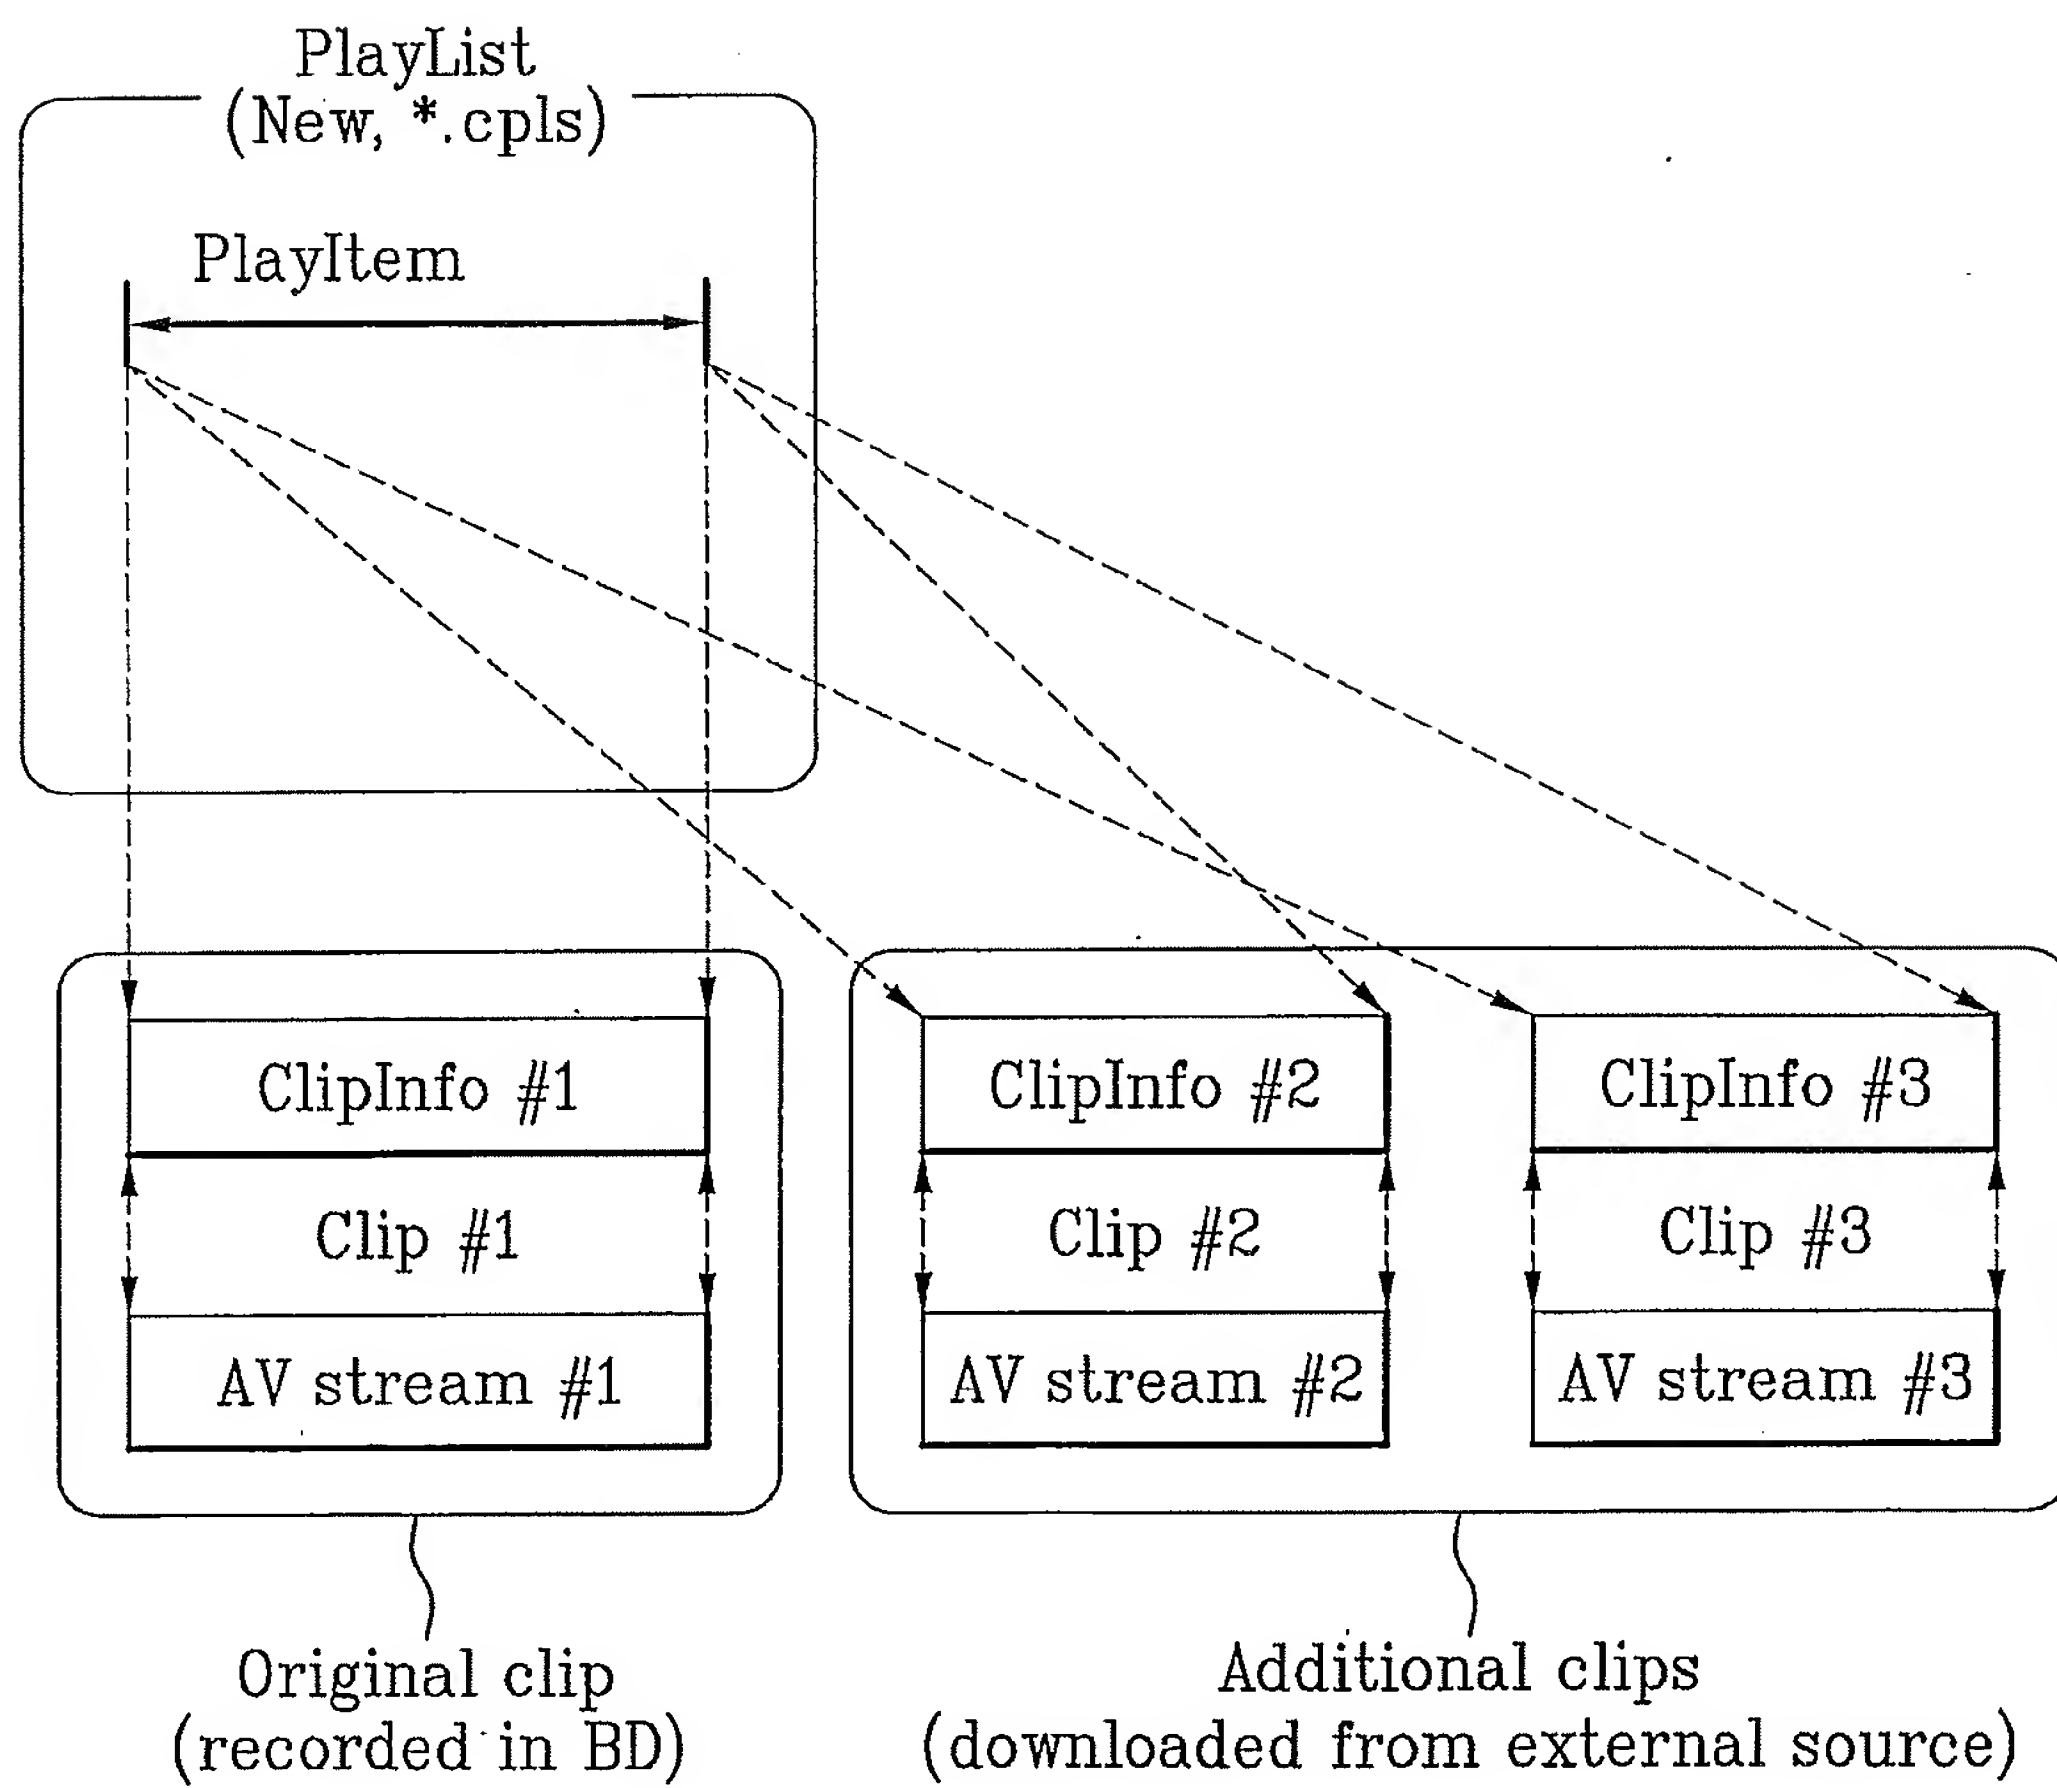 PlayList
(New, *.cpls)
PlayItem
ClipInfo #1
Clip #1
AV stream #1
ClipInfo #2
Clip #2
AV stream #2
ClipInfo #3
Clip #3
AV stream #3
Original clip
(recorded in BD)
Additional clips
(downloaded from external source)